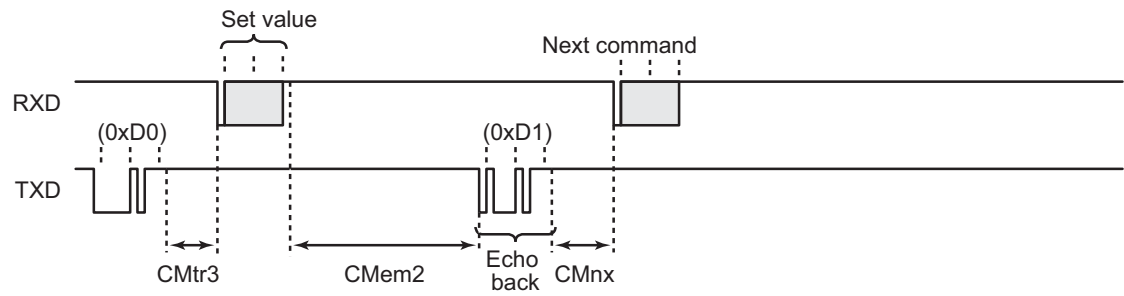 Set value
Next command
RXD
(0xD0)
(0xD1)
TXD
CMtr3
CMem2
Echo
back
CMnx